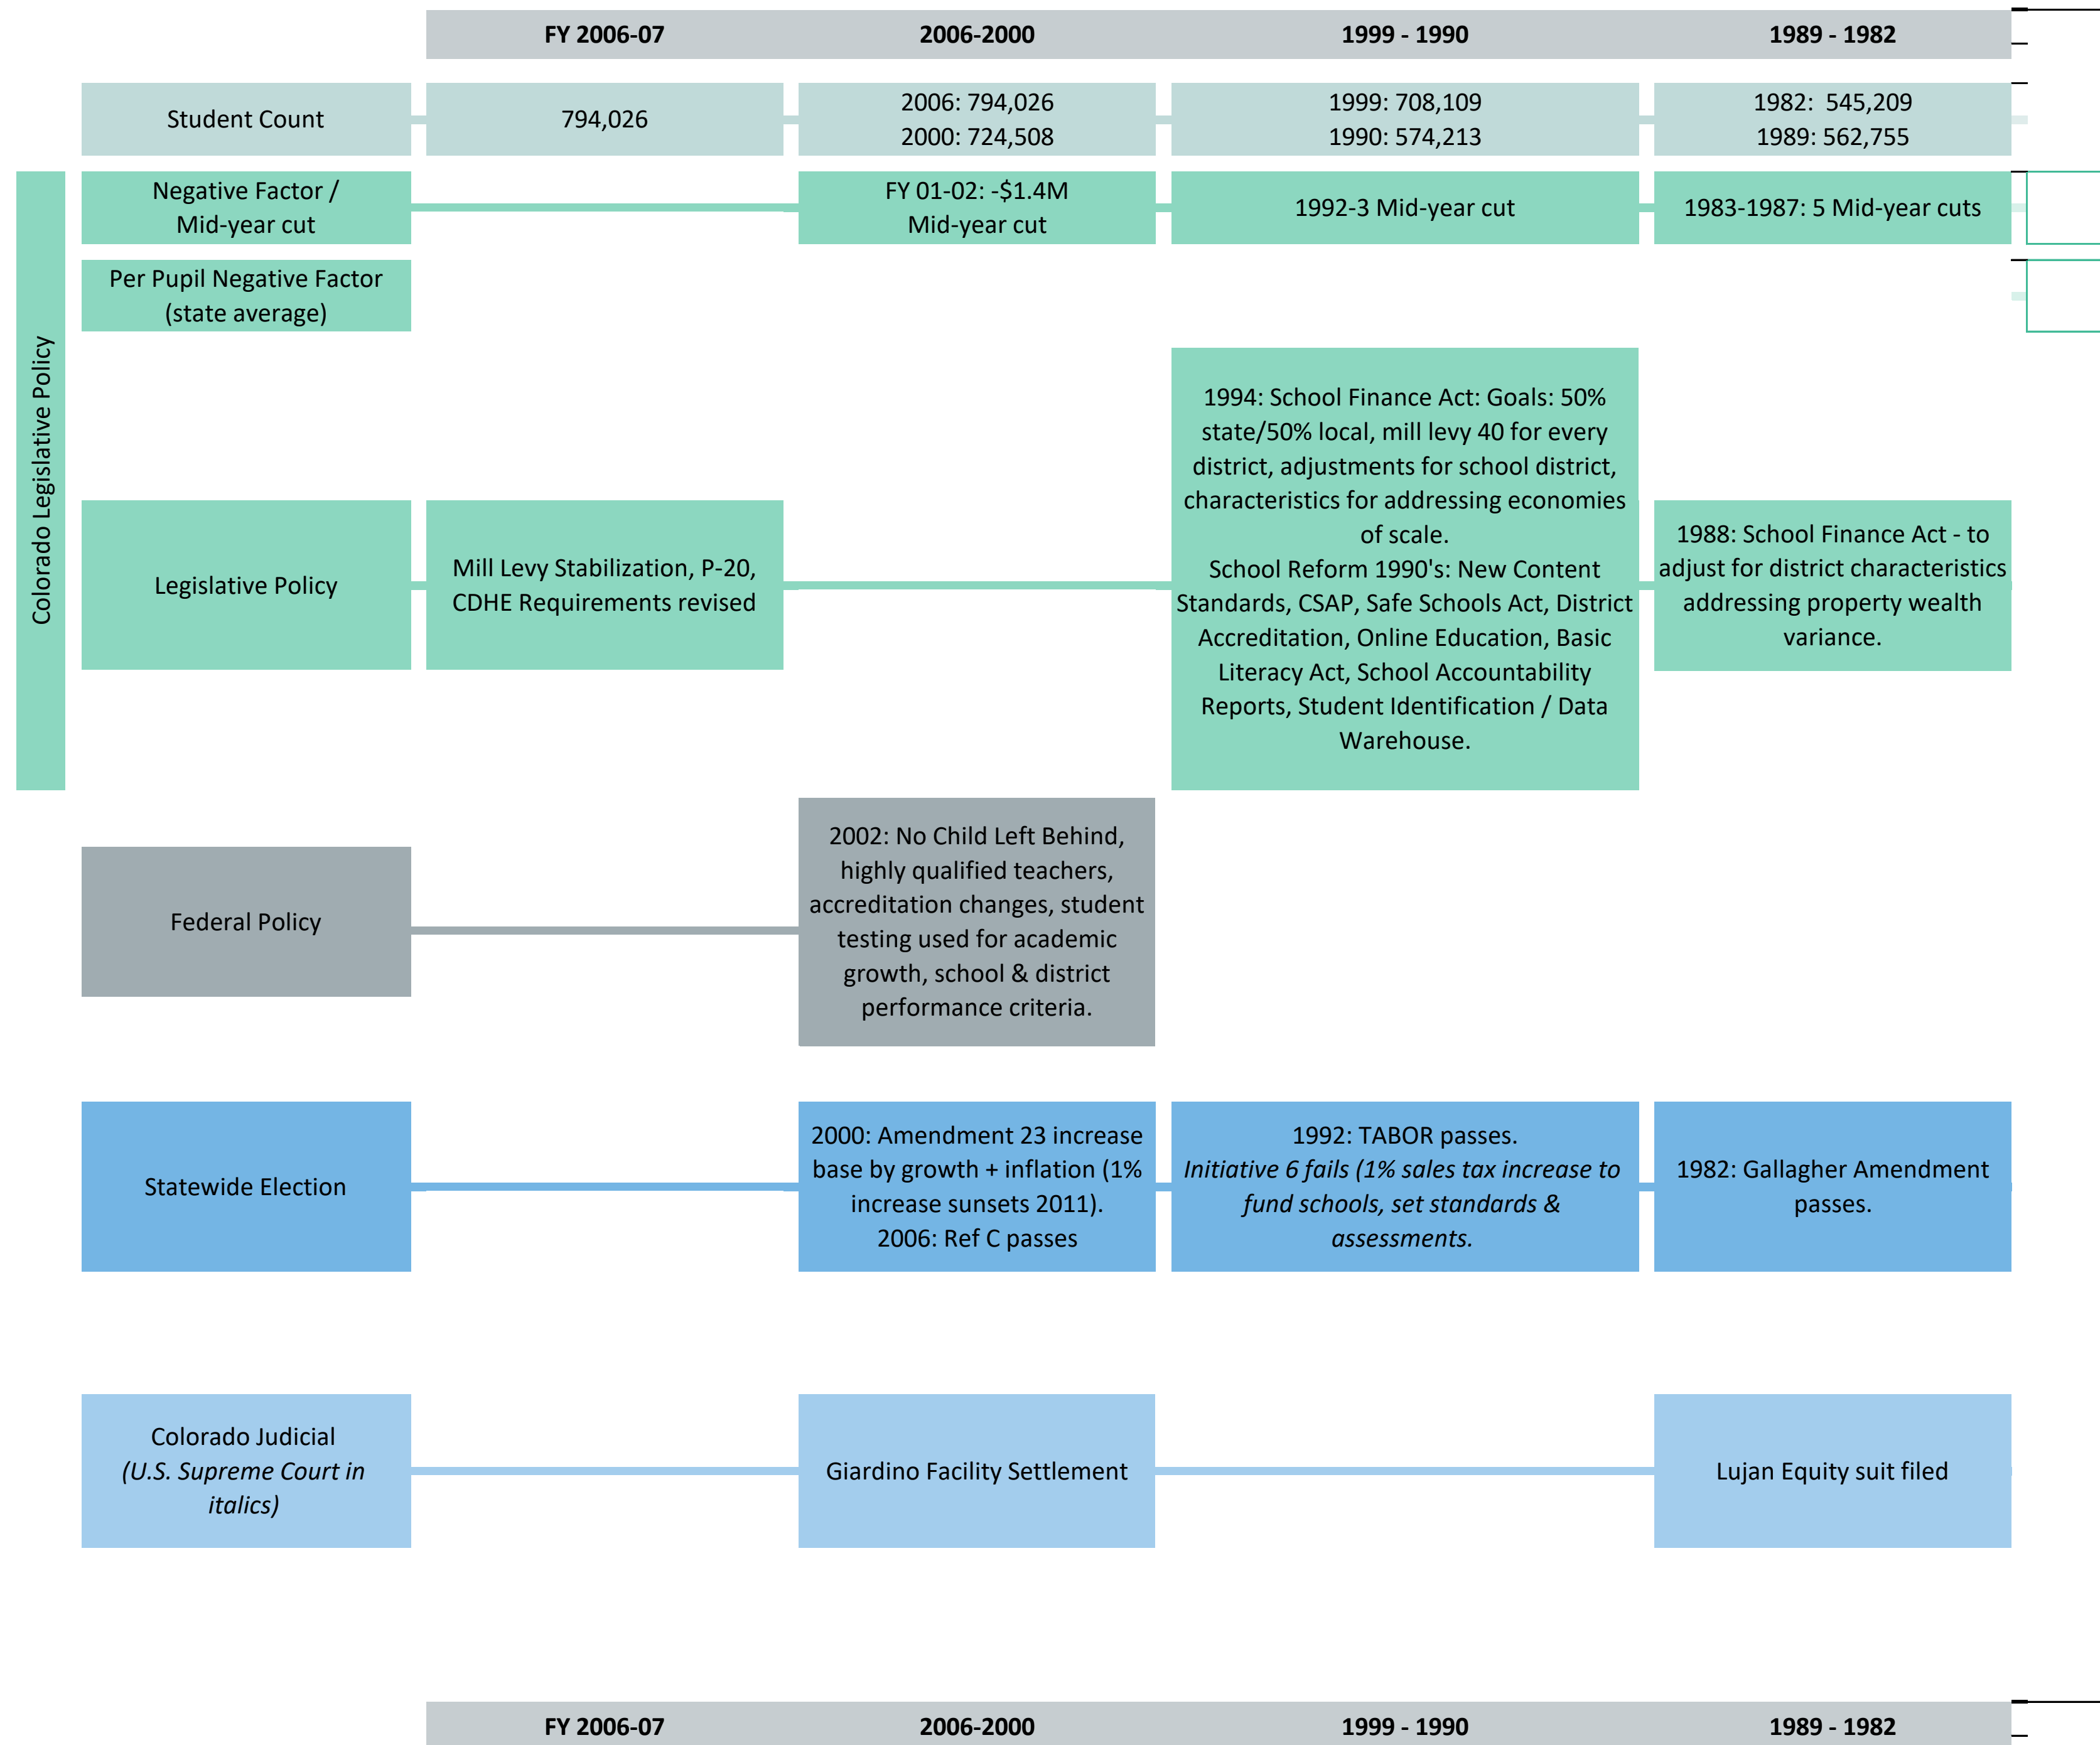 FY 2006-07 2006-2000 1999 - 1990 1989 - 1982
Student Count
794,026
2006: 794,026
2000: 724,508
1999: 708,109
1990: 574,213
1982: 545,209
1989: 562,755
Colorado Legislative Policy
Negative Factor /
Mid-year cut
FY 01-02: -$1.4M
Mid-year cut
1992-3 Mid-year cut
1983-1987: 5 Mid-year cuts
Per Pupil Negative Factor
(state average)
Legislative Policy
Mill Levy Stabilization, P-20,
CDHE Requirements revised
1994: School Finance Act: Goals: 50%
state/50% local, mill levy 40 for every
district, adjustments for school district,
characteristics for addressing economies
of scale.
School Reform 1990's: New Content
Standards, CSAP, Safe Schools Act, District
Accreditation, Online Education, Basic
Literacy Act, School Accountability
Reports, Student Identification / Data
Warehouse.
1988: School Finance Act - to
adjust for district characteristics
addressing property wealth
variance.
Federal Policy
2002: No Child Left Behind,
highly qualified teachers,
accreditation changes, student
testing used for academic
growth, school & district
performance criteria.
Statewide Election
2000: Amendment 23 increase
base by growth + inflation (1%
increase sunsets 2011).
2006: Ref C passes
1992: TABOR passes.
Initiative 6 fails (1% sales tax increase to
fund schools, set standards &
assessments.
1982: Gallagher Amendment
passes.
Colorado Judicial
(U.S. Supreme Court in
italics)
Giardino Facility Settlement
Lujan Equity suit filed
FY 2006-07 2006-2000 1999 - 1990 1989 - 1982